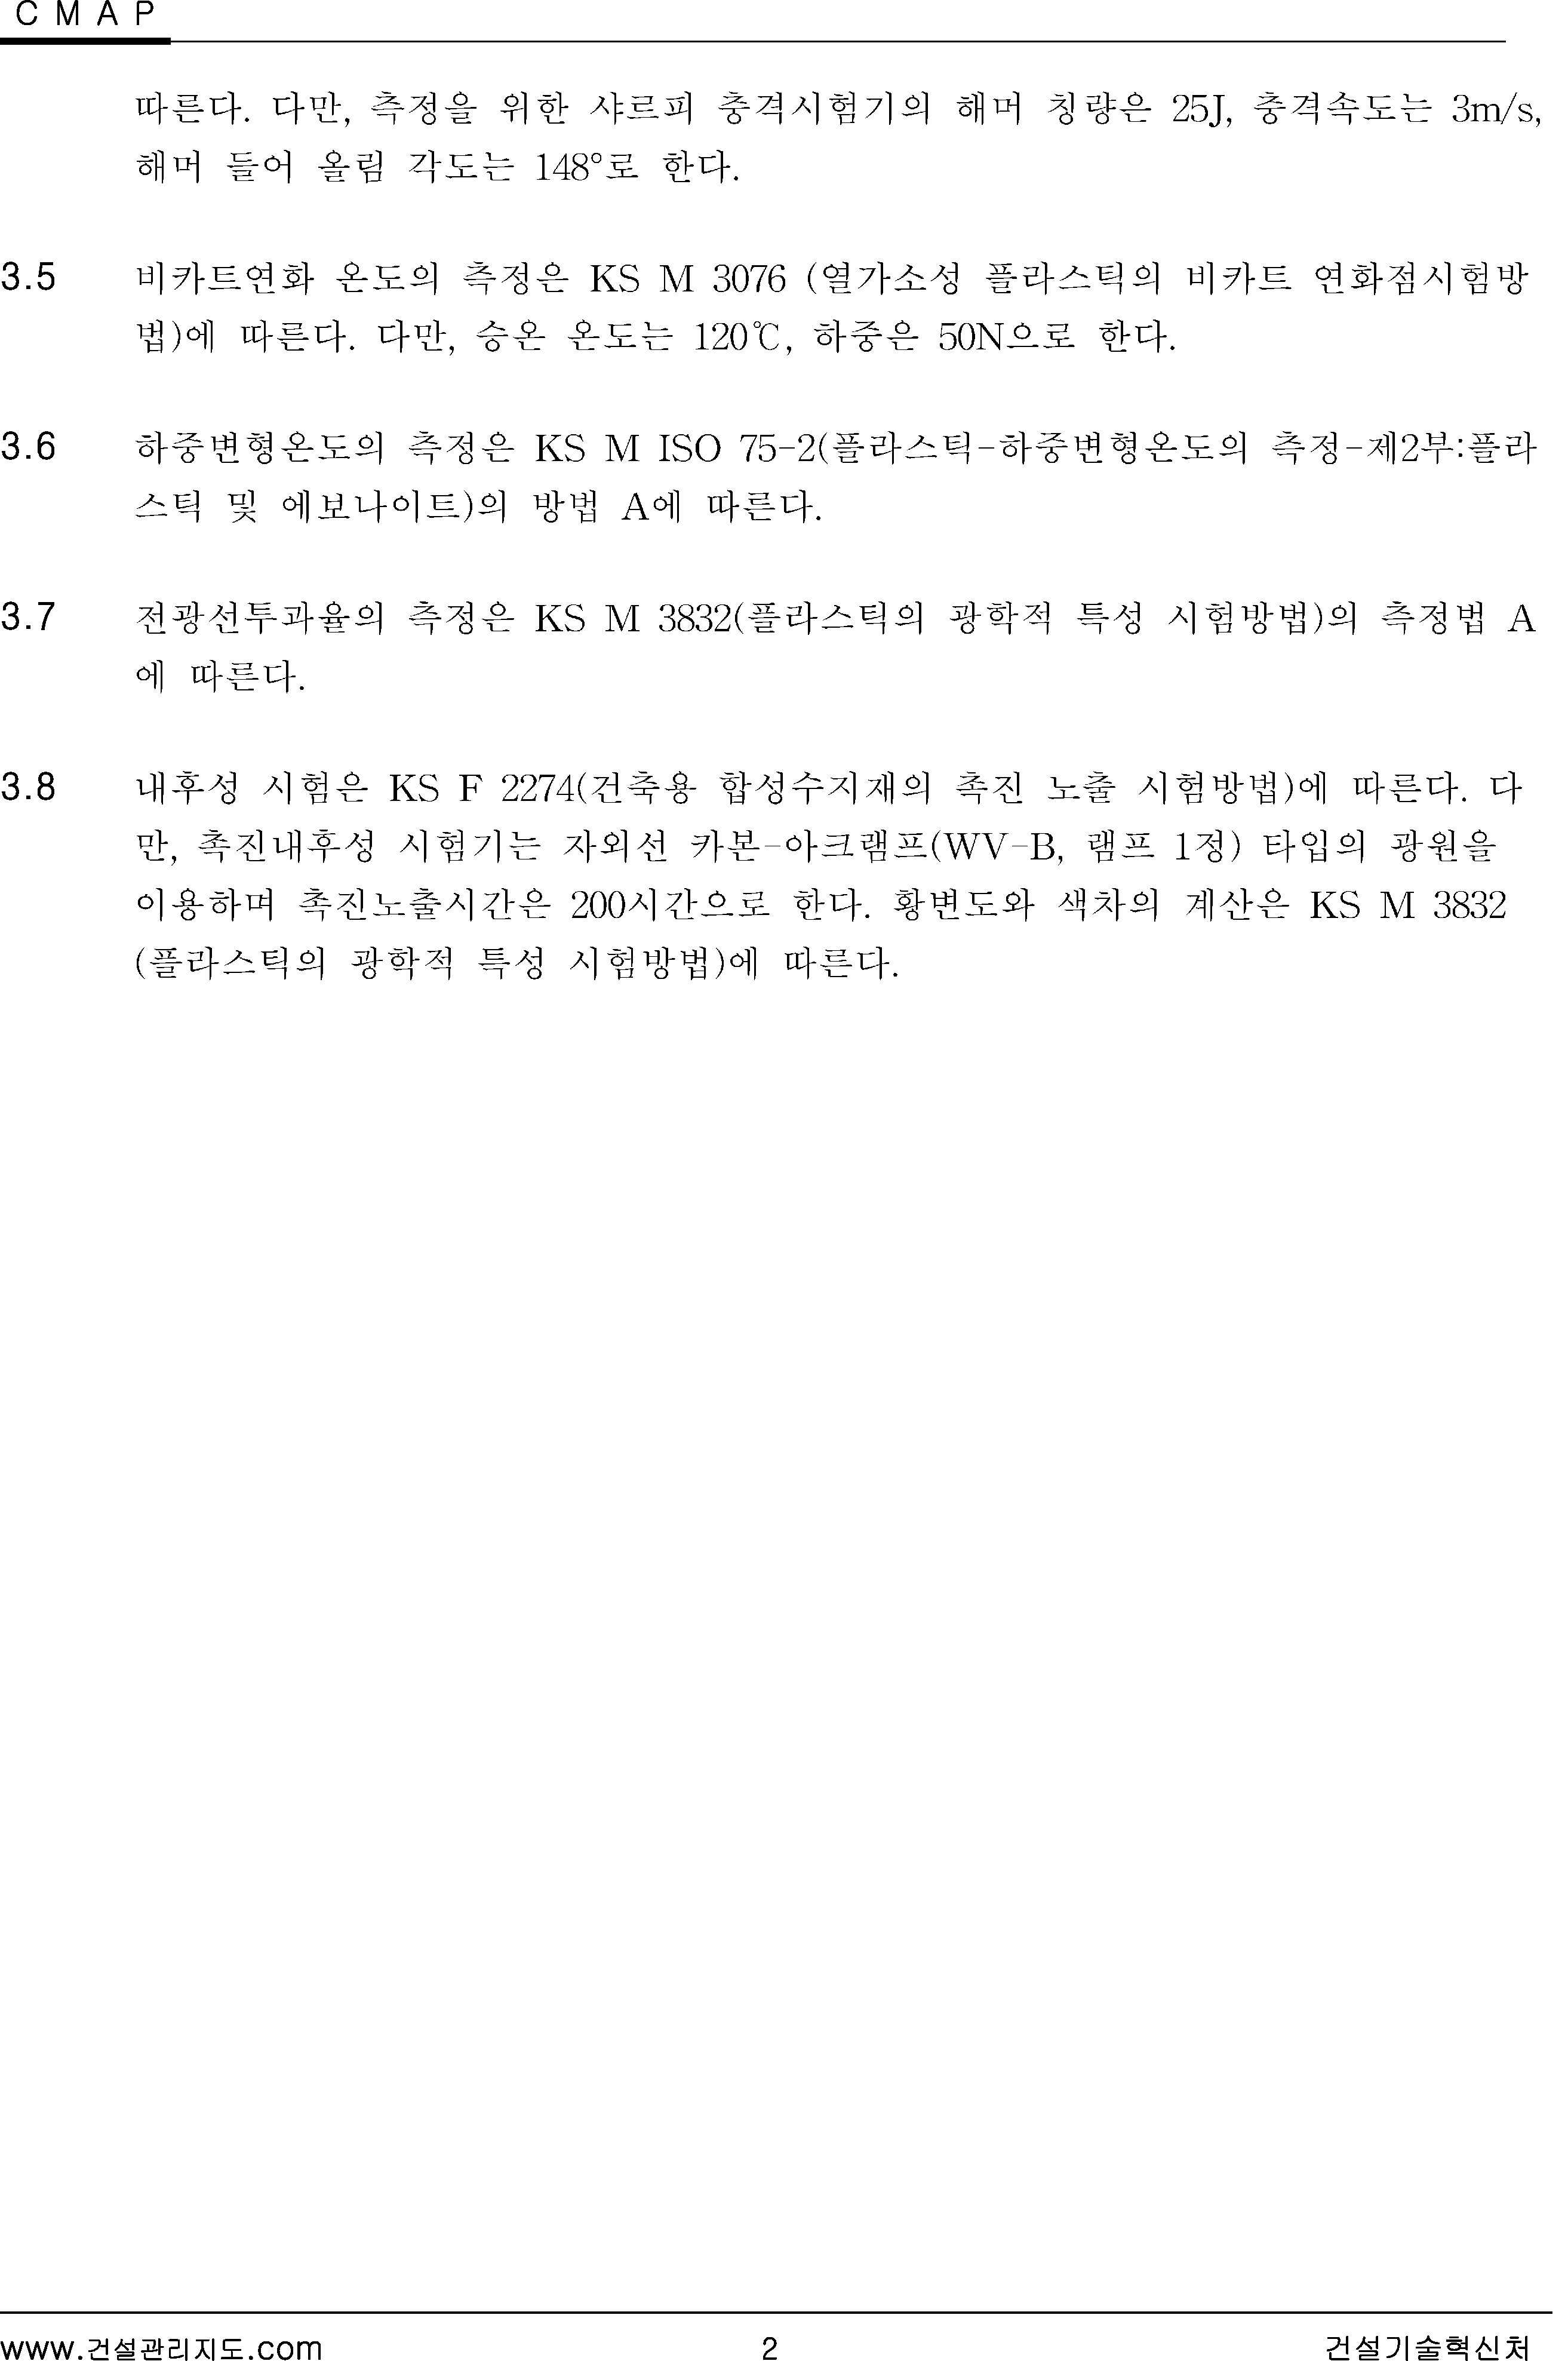 C M A P
따른다. 다만, 측정을 위한 샤르피 충격시험기의 해머 칭량은 25J, 충격속도는 3m/s,
해머 들어 올림 각도는 148°로 한다.
3.5 비카트연화 온도의 측정은 KS M 3076 (열가소성 플라스틱의 비카트 연화점시험방
법)에 따른다. 다만, 승온 온도는 120℃, 하중은 50N으로 한다.
3.6 하중변형온도의 측정은 KS M ISO 75-2(플라스틱-하중변형온도의 측정-제2부:플라
스틱 및 에보나이트)의 방법 A에 따른다.
3.7 전광선투과율의 측정은 KS M 3832(플라스틱의 광학적 특성 시험방법)의 측정법 A
에 따른다.
3.8 내후성 시험은 KS F 2274(건축용 합성수지재의 촉진 노출 시험방법)에 따른다. 다
만, 촉진내후성 시험기는 자외선 카본-아크램프(WV-B, 램프 1정) 타입의 광원을
이용하며 촉진노출시간은 200시간으로 한다. 황변도와 색차의 계산은 KS M 3832
(플라스틱의 광학적 특성 시험방법)에 따른다.
www.건설관리지도.com 2 건설기술혁신처